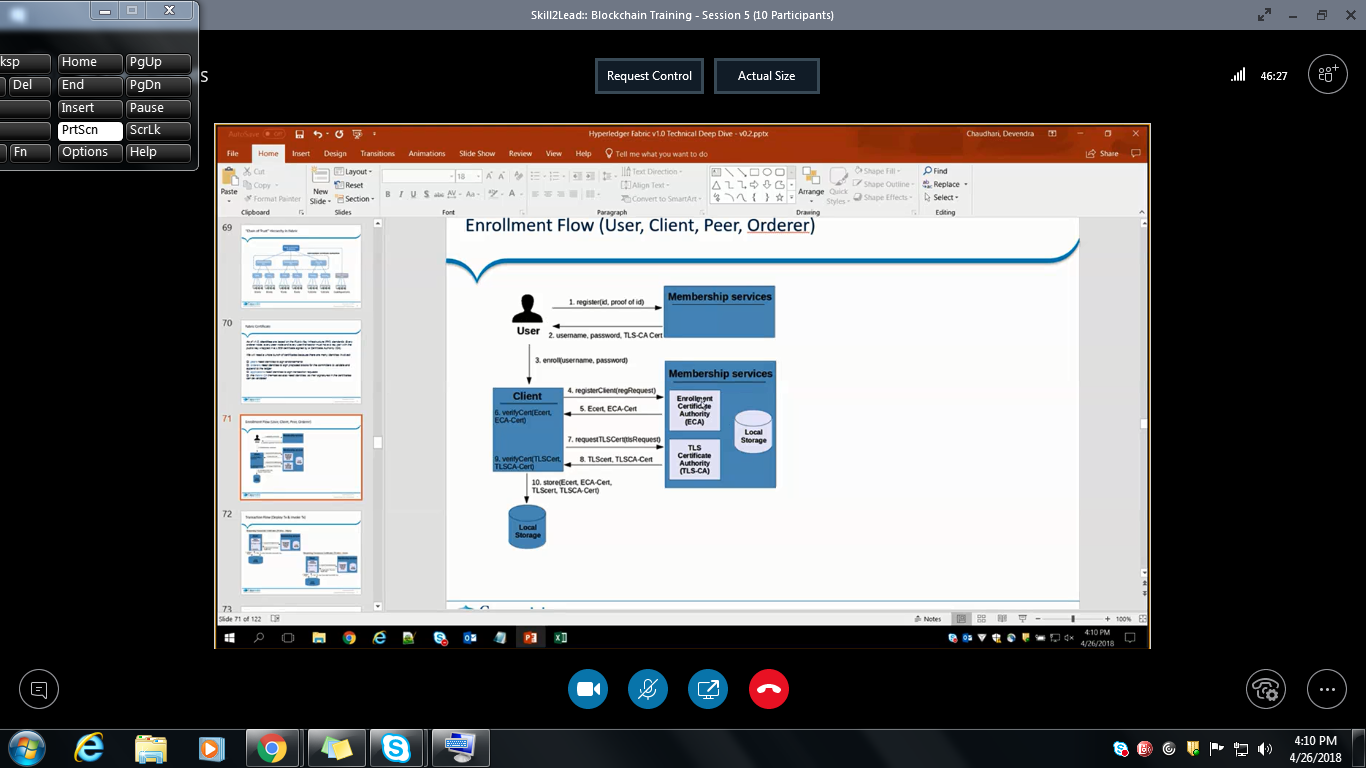 Skill2Lead:: Blockchain Training - Session 5 (10 Participants)
ksp Home PgUp
Del End PgDn
Insert Pause
PrtScn ScrLk
Fn Options Help
S
Request Control Actual Size
46:27
AutoSave Off Hyperledger Fabric v1.0 Technical Deep Dive - v0.2.pptx Chaudhari, Devendra
File Home Insert Design Transitions Animations Slide Show Review View Help Tell me what you want to do Share
Paste Cut
Copy
Format Painter
Clipboard
New Slide
Layout
Reset
Section
Slides
18
B I U S abc AV Aa A
Font
Text Direction
Align Text
Convert to SmartArt
Paragraph
Arrange Quick Styles
Shape Fill
Shape Outline
Shape Effects
Drawing
Find
Replace
Select
Editing
69
70
71
72
73
Enrollment Flow (User, Client, Peer, Orderer)
User
1. register(id, proof of id)
Membership services
2. username, password, TLS-CA Cert
3. enroll(username, password)
Client
4. registerClient(regRequest)
Membership services
5. Ecert, ECA-Cert
6. verifyCert(Ecert,
ECA-Cert)
Enrollment
Certificate
Authority
(ECA)
Local
Storage
7. requestTLSCert(tlsRequest)
TLS
Certificate
Authority
(TLS-CA)
8. TLScert, TLSCA-Cert
9. verifyCert(TLSCert,
TLSCA-Cert)
10. store(Ecert, ECA-Cert,
TLScert, TLSCA-Cert)
Local
Storage
Slide 71 of 122 Notes 100%
4:10 PM
4/26/2018
4:10 PM
4/26/2018